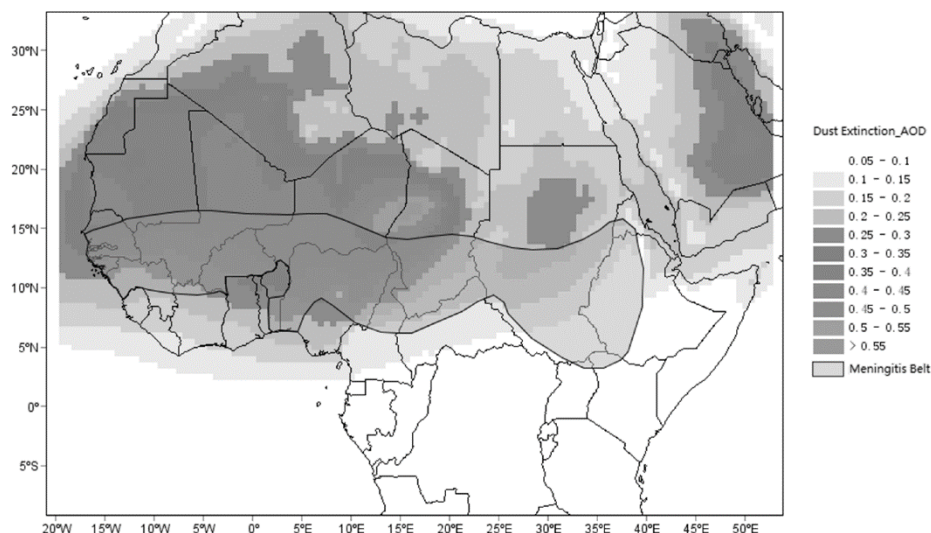 30°N
25°N
20°N
15°N
10°N
5°N
0°
5°S
20°W 15°W 10°W 5°W 0° 5°E 10°E 15°E 20°E 25°E 30°E 35°E 40°E 45°E 50°E
Dust Extinction_AOD
0.05 - 0.1
0.1 - 0.15
0.15 - 0.2
0.2 - 0.25
0.25 - 0.3
0.3 - 0.35
0.35 - 0.4
0.4 - 0.45
0.45 - 0.5
0.5 - 0.55
> 0.55
Meningitis Belt